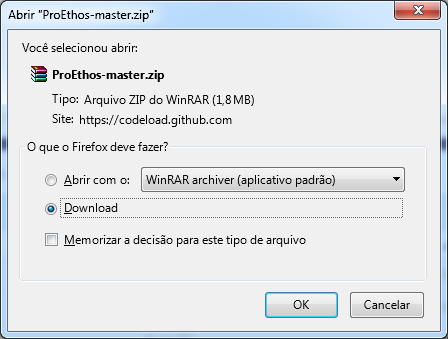 Abrir "ProEthos-master.zip"
Você selecionou abrir:
ProEthos-master.zip
Tipo: Arquivo ZIP do WinRAR (1,8 MB)
Site: https://codeload.github.com
O que o Firefox deve fazer?
Abrir com o: WinRAR archiver (aplicativo padrão)
Download
Memorizar a decisão para este tipo de arquivo
OK Cancelar